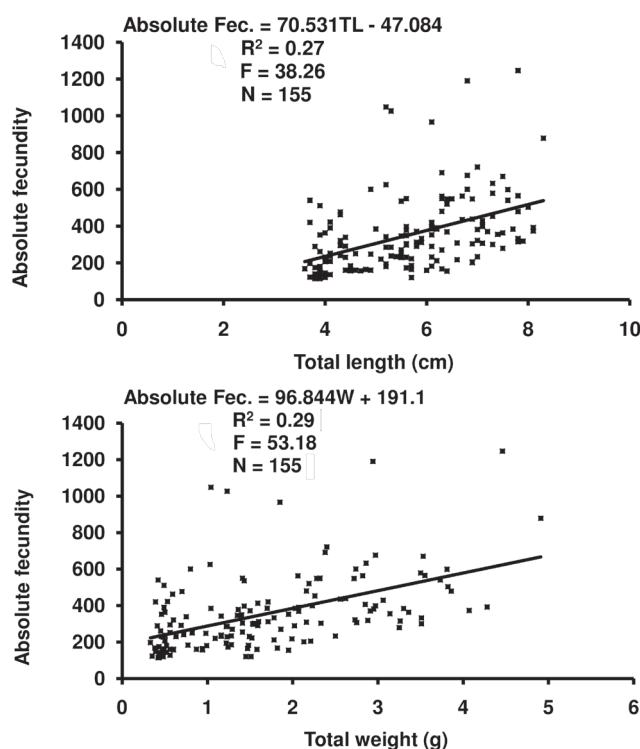 Absolute Fec. = 70.531TL - 47.084
R² = 0.27
F = 38.26
N = 155
1400
1200
1000
800
600
400
200
0
Absolute fecundity
0 2 4 6 8 10
Total length (cm)
Absolute Fec. = 96.844W + 191.1
R² = 0.29
F = 53.18
N = 155
1400
1200
1000
800
600
400
200
0
Absolute fecundity
0 1 2 3 4 5 6
Total weight (g)